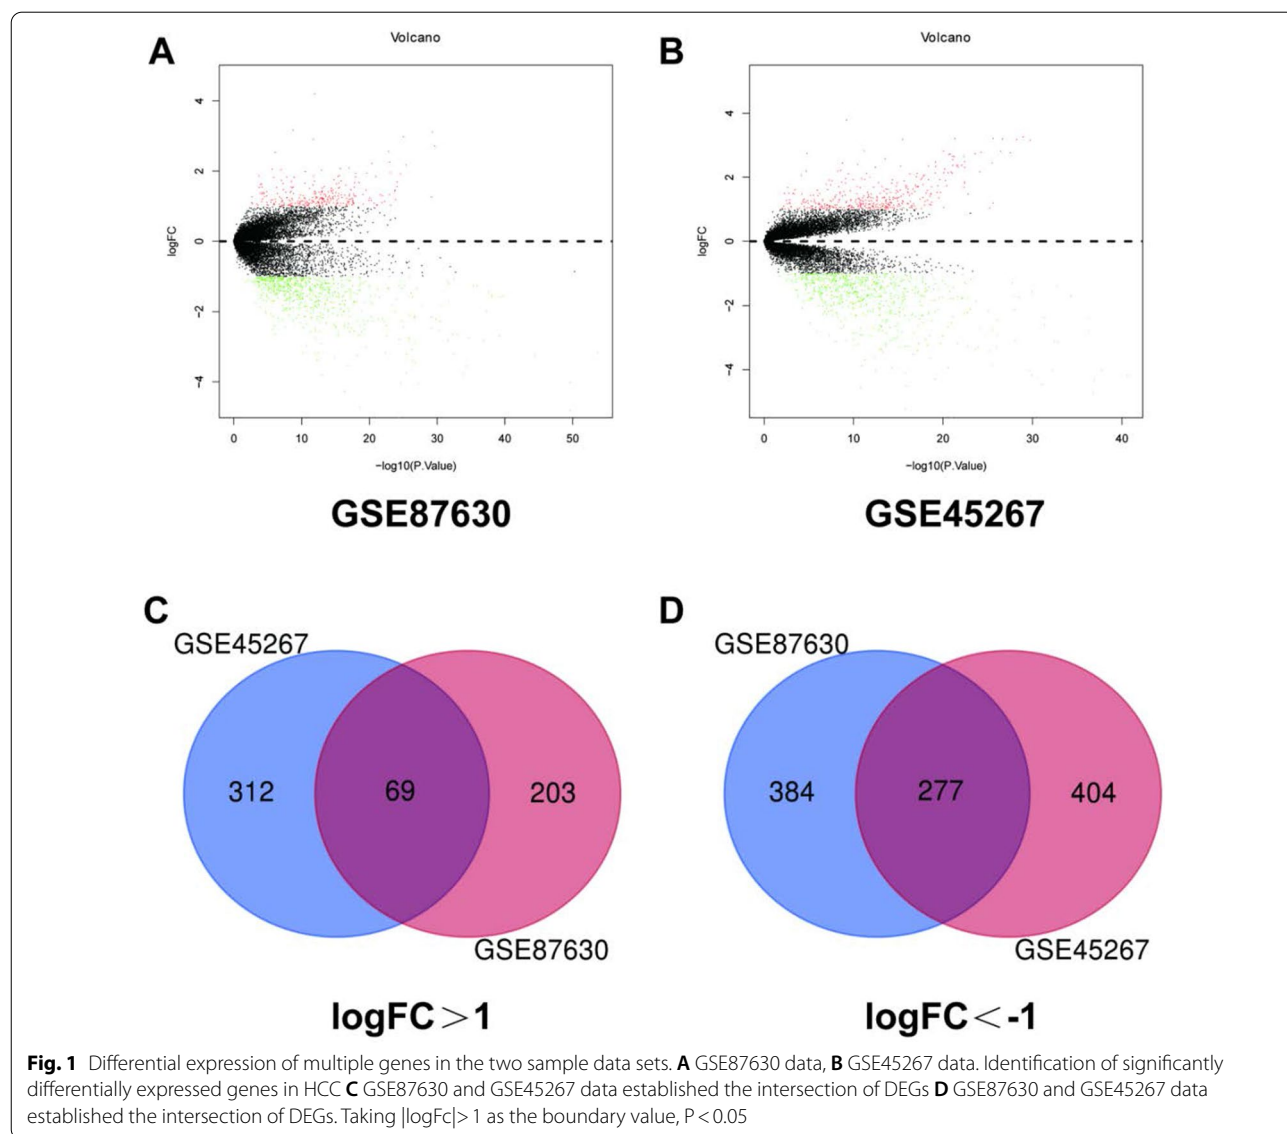 A
Volcano
4
2
0
−2
−4
logFC
0 10 20 30 40 50
−log10(P.Value)
GSE87630
B
Volcano
4
2
0
−2
−4
logFC
0 10 20 30 40
−log10(P.Value)
GSE45267
C
GSE45267
312 69 203
GSE87630
logFC＞1
D
GSE87630
384 277 404
GSE45267
logFC＜-1
Fig. 1 Differential expression of multiple genes in the two sample data sets. A GSE87630 data, B GSE45267 data. Identification of significantly
differentially expressed genes in HCC C GSE87630 and GSE45267 data established the intersection of DEGs D GSE87630 and GSE45267 data
established the intersection of DEGs. Taking |logFc|> 1 as the boundary value, P < 0.05